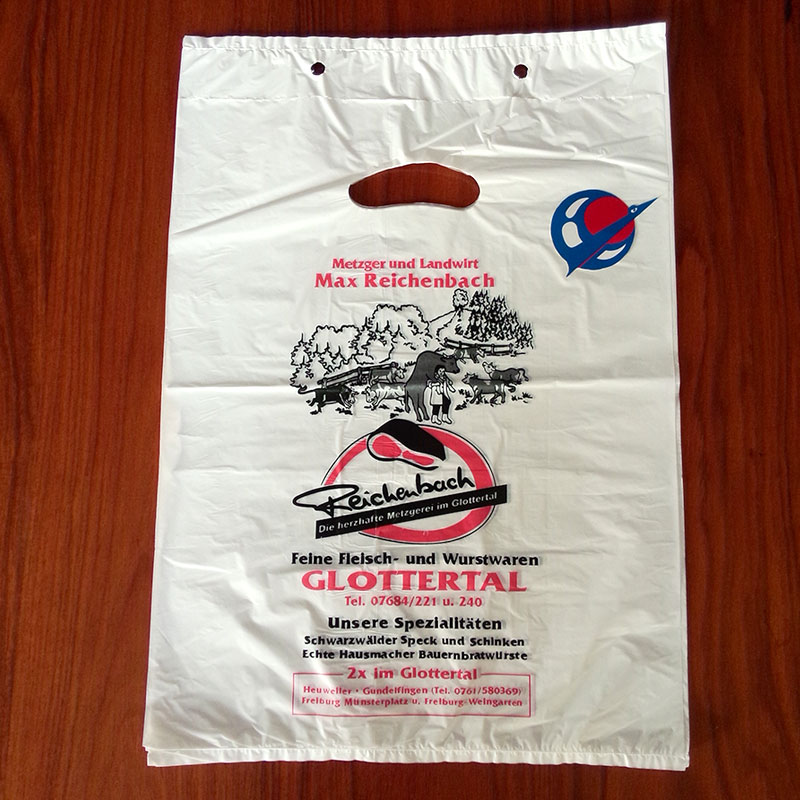 Metzger und Landwirt
Max Reichenbach
Reichenbach
Die herzhafte Metzgerei im Glottertal
Feine Fleisch- und Wurstwaren
GLOTTERTAL
Tel. 07684/221 u. 240
Unsere Spezialitäten
Schwarzwälder Speck und Schinken
Echte Hausmacher Bauernbratwürste
2x im Glottertal
Heuweiler · Gundelfingen (Tel. 0761/580369)
Freiburg Münsterplatz u. Freiburg-Weingarten